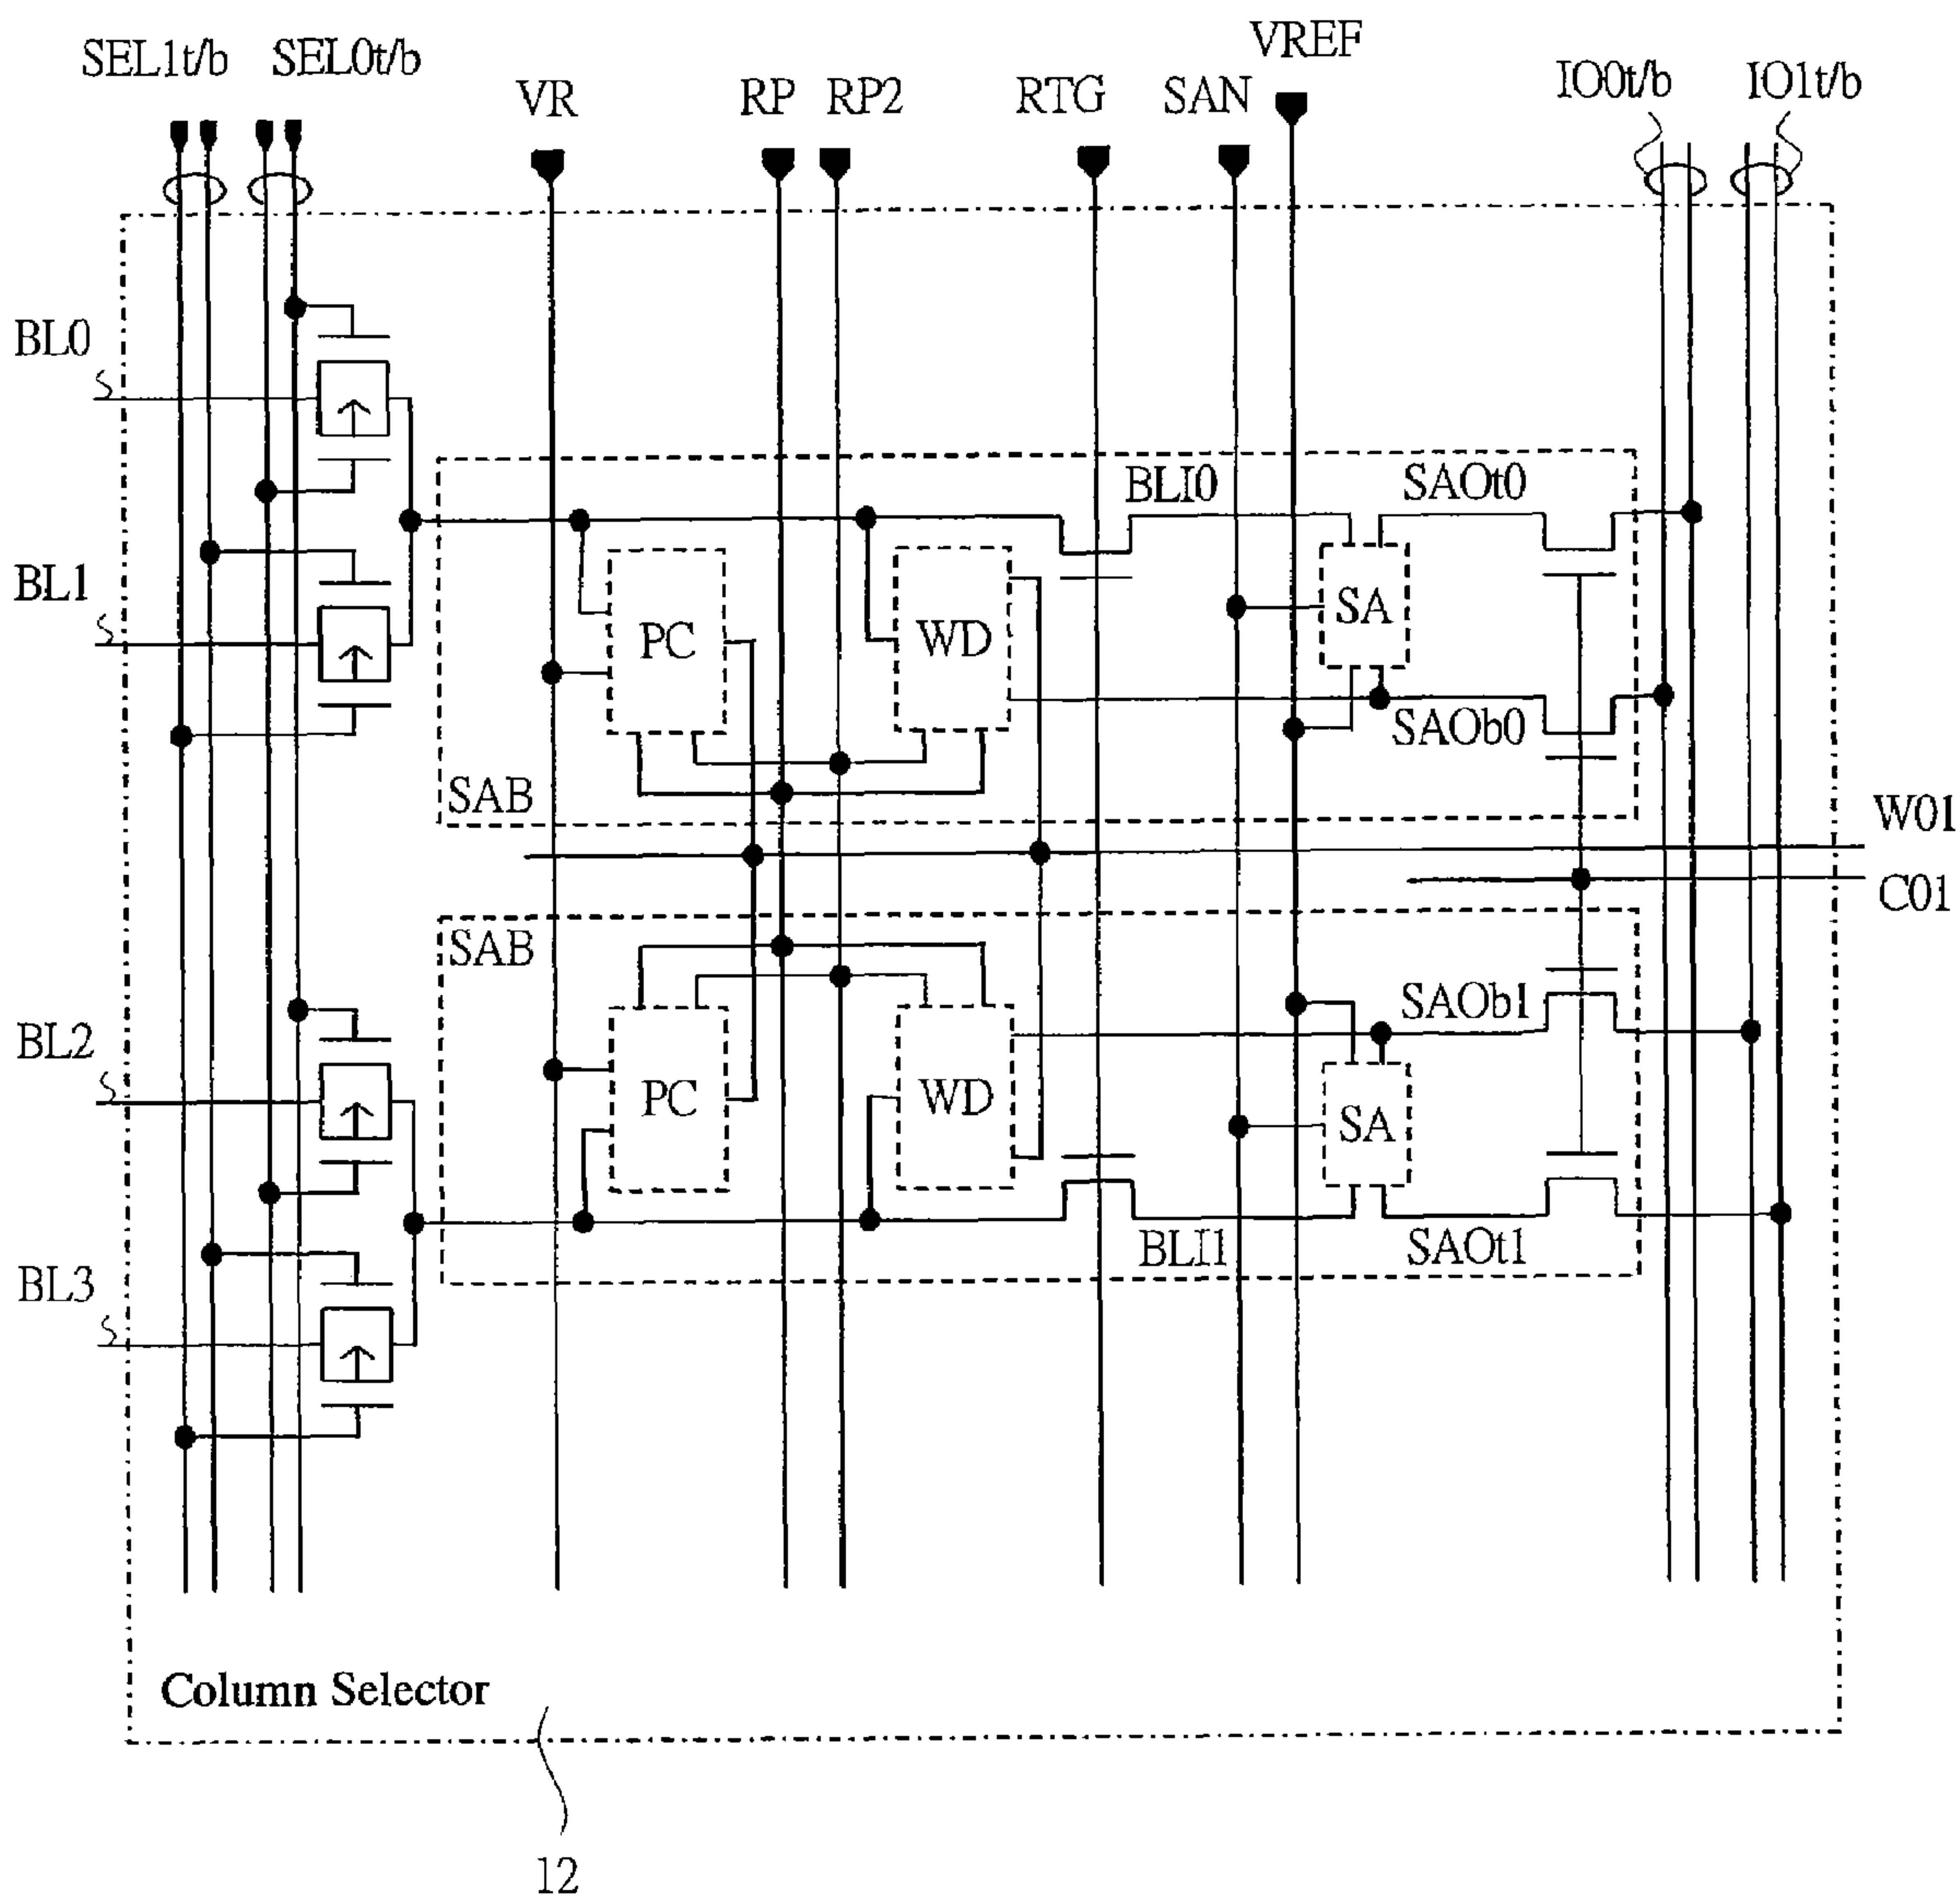 SEL1t/b
SEL0t/b
VR
RP
RP2
RTG
SAN
VREF
IO0t/b
IO1t/b
BL0
BL1
BLI0
SAOt0
PC
WD
SA
SAOb0
SAB
W01
C01
SAB
SAOb1
BL2
PC
WD
SA
BL3
BLI1
SAOt1
Column Selector
12